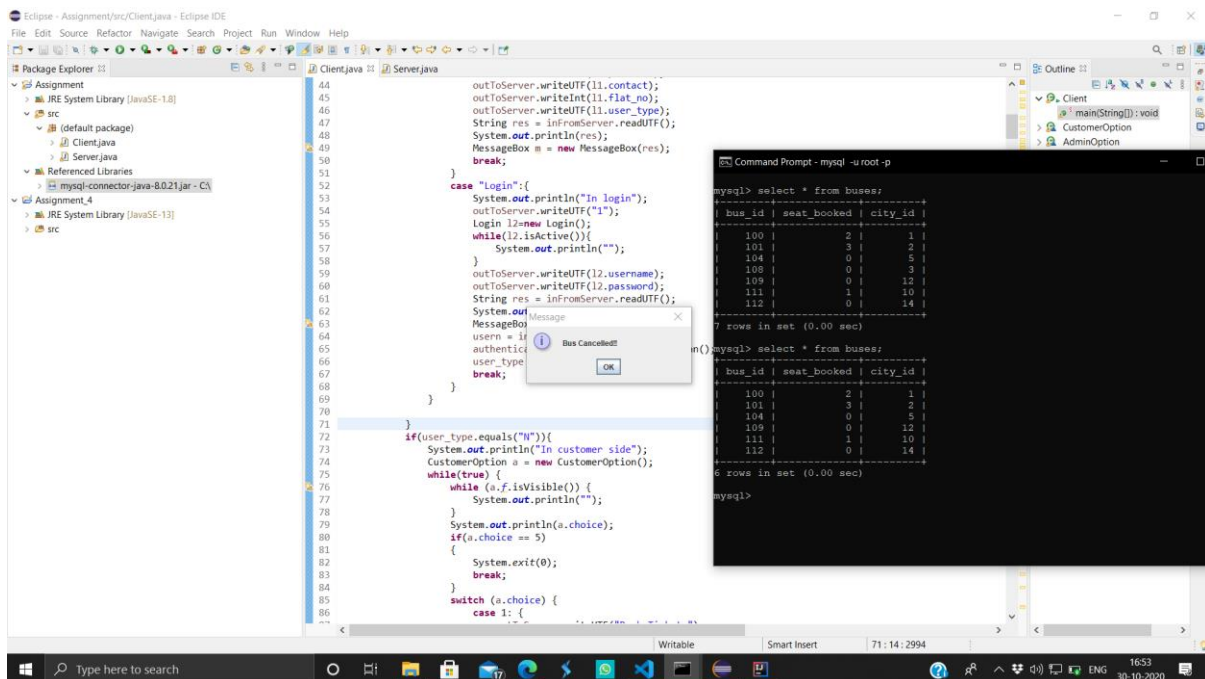 Eclipse - Assignment/src/Client.java - Eclipse IDE
File Edit Source Refactor Navigate Search Project Run Window Help
Package Explorer
Assignment
JRE System Library [JavaSE-1.8]
src
(default package)
Client.java
Server.java
Referenced Libraries
mysql-connector-java-8.0.21.jar - C:\
Assignment_4
JRE System Library [JavaSE-13]
src
Client.java Server.java
44 outToServer.writeUTF(l1.contact);
45 outToServer.writeInt(l1.flat_no);
46 outToServer.writeUTF(l1.user_type);
47 String res = inFromServer.readUTF();
48 System.out.println(res);
49 MessageBox m = new MessageBox(res);
50 break;
51 }
52 case "Login":{
53 System.out.println("In login");
54 outToServer.writeUTF("1");
55 Login l2=new Login();
56 while(l2.isActive()){
57 System.out.println("");
58 }
59 outToServer.writeUTF(l2.username);
60 outToServer.writeUTF(l2.password);
61 String res = inFromServer.readUTF();
62 System.out
63 MessageBo
64 usern = i
65 authentica n();
66 user_type
67 break;
68 }
69 }
70
71 }
72 if(user_type.equals("N")){
73 System.out.println("In customer side");
74 CustomerOption a = new CustomerOption();
75 while(true) {
76 while (a.f.isVisible()) {
77 System.out.println("");
78 }
79 System.out.println(a.choice);
80 if(a.choice == 5)
81 {
82 System.exit(0);
83 break;
84 }
85 switch (a.choice) {
86 case 1: {
Message
Bus Cancelled!!
OK
Outline
Client
main(String[]) : void
CustomerOption
AdminOption
Command Prompt - mysql -u root -p
mysql> select * from buses;
| bus_id | seat_booked | city_id |
| 100 | 2 | 1 |
| 101 | 3 | 2 |
| 104 | 0 | 5 |
| 108 | 0 | 3 |
| 109 | 0 | 12 |
| 111 | 1 | 10 |
| 112 | 0 | 14 |
7 rows in set (0.00 sec)
mysql> select * from buses;
| bus_id | seat_booked | city_id |
| 100 | 2 | 1 |
| 101 | 3 | 2 |
| 104 | 0 | 5 |
| 109 | 0 | 12 |
| 111 | 1 | 10 |
| 112 | 0 | 14 |
6 rows in set (0.00 sec)
mysql>
Writable Smart Insert 71 : 14 : 2994
Type here to search
17
ENG
16:53
30-10-2020